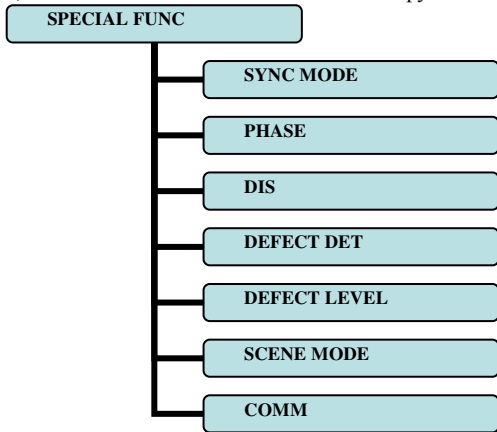 SPECIAL FUNC
SYNC MODE
PHASE
DIS
DEFECT DET
DEFECT LEVEL
SCENE MODE
COMM